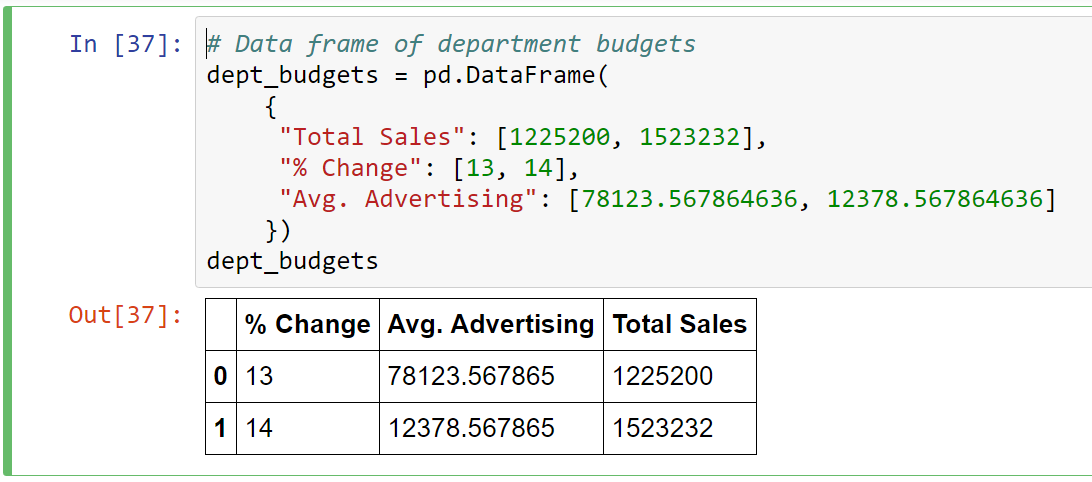 In [37]:
# Data frame of department budgets
dept_budgets = pd.DataFrame(
    {
     "Total Sales": [1225200, 1523232],
     "% Change": [13, 14],
     "Avg. Advertising": [78123.567864636, 12378.567864636]
    })
dept_budgets
Out[37]:
% Change Avg. Advertising Total Sales
0 13 78123.567865 1225200
1 14 12378.567865 1523232